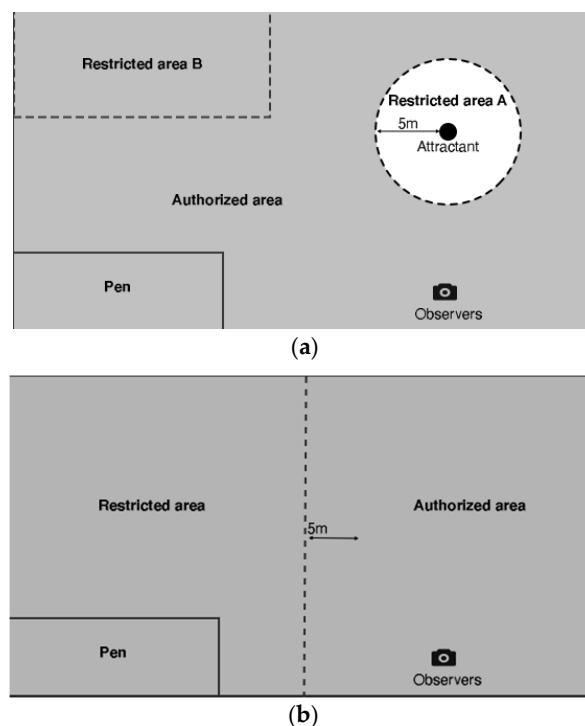 Restricted area B
Restricted area A
5m
Attractant
Authorized area
Pen
Observers
(a)
Restricted area
Authorized area
5m
Pen
Observers
(b)